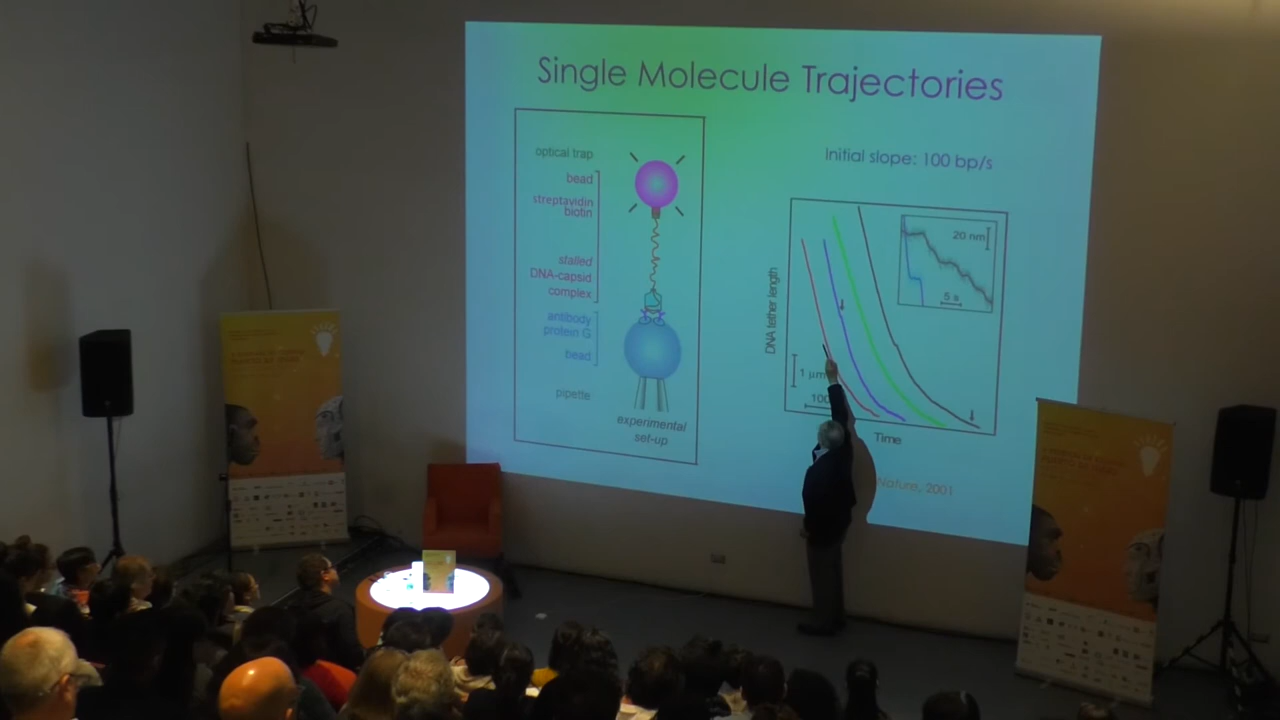 Single Molecule Trajectories
optical trap
bead
streptavidin
biotin
stalled
DNA-capsid
complex
antibody
protein G
bead
pipette
experimental
set-up
Initial slope: 100 bp/s
DNA tether length
20 nm
5 s
1 μm
100
Time
Nature, 2001